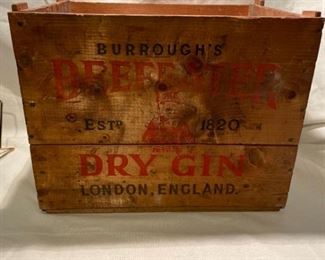 BURROUGH'S
BEEFEATER
ESTD 1820
DRY GIN
LONDON, ENGLAND.